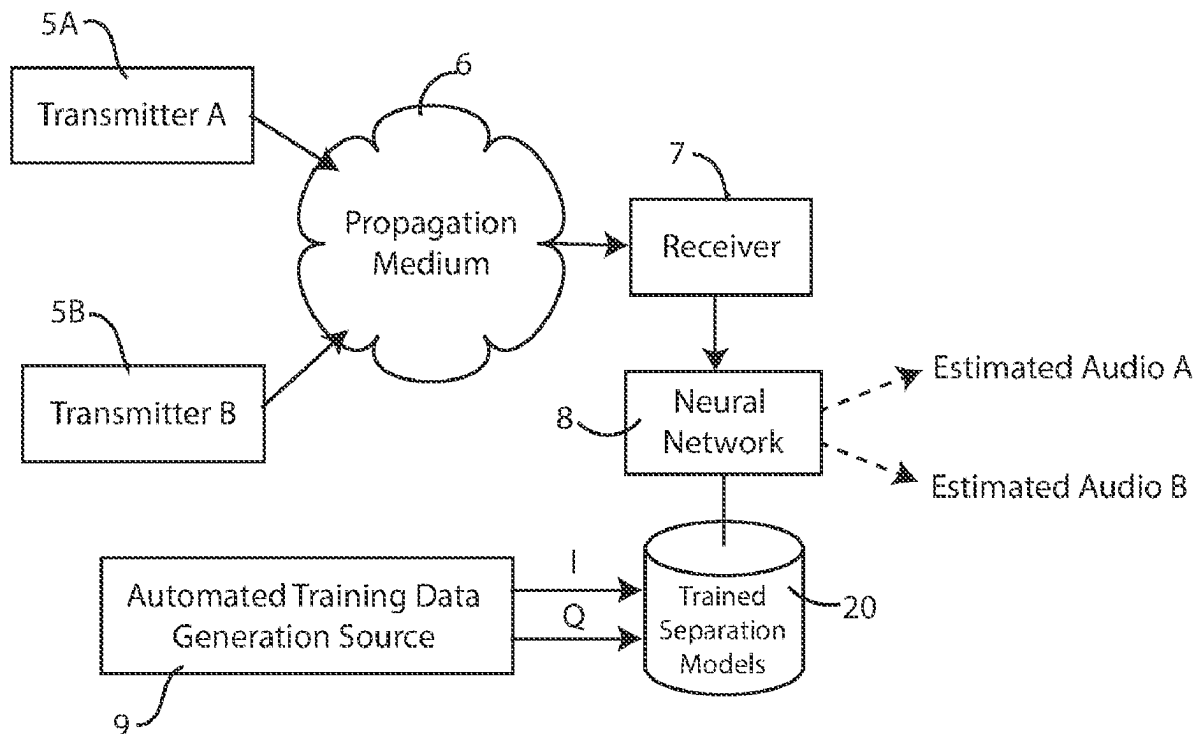 5A
Transmitter A
6
Propagation
Medium
7
Receiver
5B
Transmitter B
8
Neural
Network
Estimated Audio A
Estimated Audio B
Automated Training Data
Generation Source
9
I
Q
Trained
Separation
Models
20